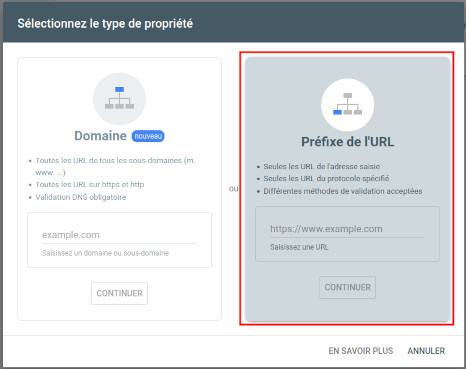 Sélectionnez le type de propriété
Domaine nouveau
• Toutes les URL de tous les sous-domaines (m.
www. ...)
• Toutes les URL sur https et http
• Validation DNS obligatoire
example.com
Saisissez un domaine ou sous-domaine
CONTINUER
ou
Préfixe de l'URL
• Seules les URL de l'adresse saisie
• Seules les URL du protocole spécifié
• Différentes méthodes de validation acceptées
https://www.example.com
Saisissez une URL
CONTINUER
EN SAVOIR PLUS ANNULER